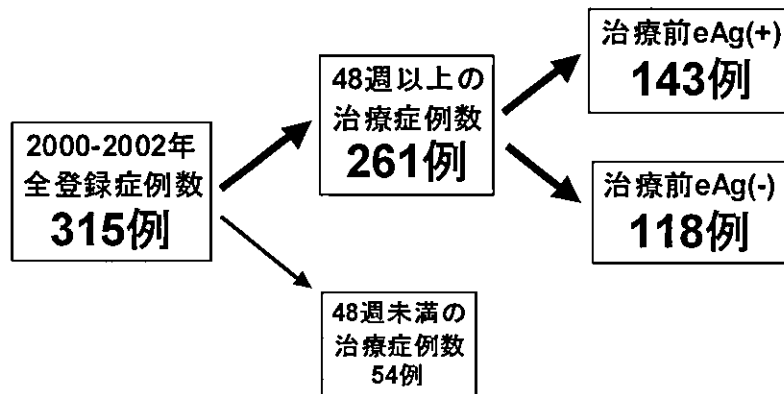 2000-2002年
全登録症例数
315例
48週以上の
治療症例数
261例
48週未満の
治療症例数
54例
治療前eAg(+)
143例
治療前eAg(-)
118例